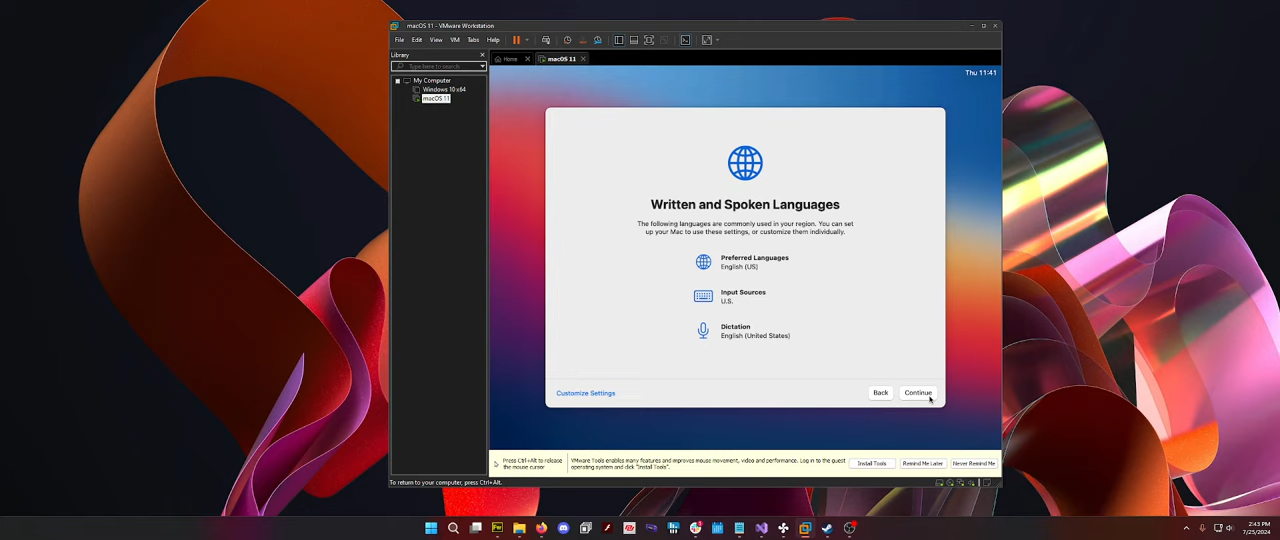 macOS 11 - VMware Workstation
File Edit View VM Tabs Help
Library
Type here to search
My Computer
Windows 10 x64
macOS 11
Home
macOS 11
Thu 11:41
Written and Spoken Languages
The following languages are commonly used in your region. You can set
up your Mac to use these settings, or customize them individually.
Preferred Languages
English (US)
Input Sources
U.S.
Dictation
English (United States)
Customize Settings
Back
Continue
Press Ctrl+Alt to release
the mouse cursor
VMware Tools enables many features and improves mouse movement, video and performance. Log in to the guest
operating system and click "Install Tools".
Install Tools
Remind Me Later
Never Remind Me
To return to your computer, press Ctrl+Alt.
Fw
2:43 PM
7/25/2024